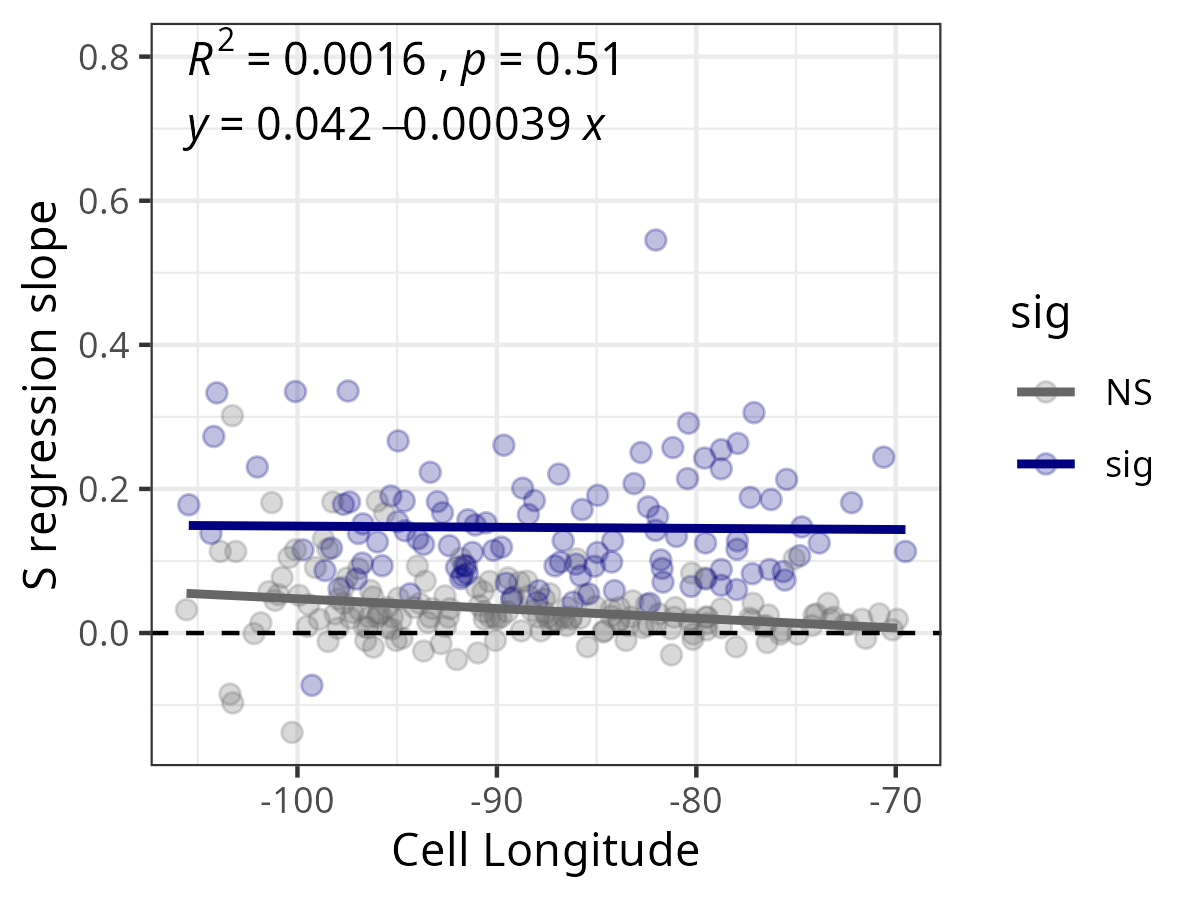 R² = 0.0016 , p = 0.51
y = 0.042 –0.00039 x
0.8
0.6
0.4
0.2
0.0
S regression slope
-100 -90 -80 -70
Cell Longitude
sig
NS
sig